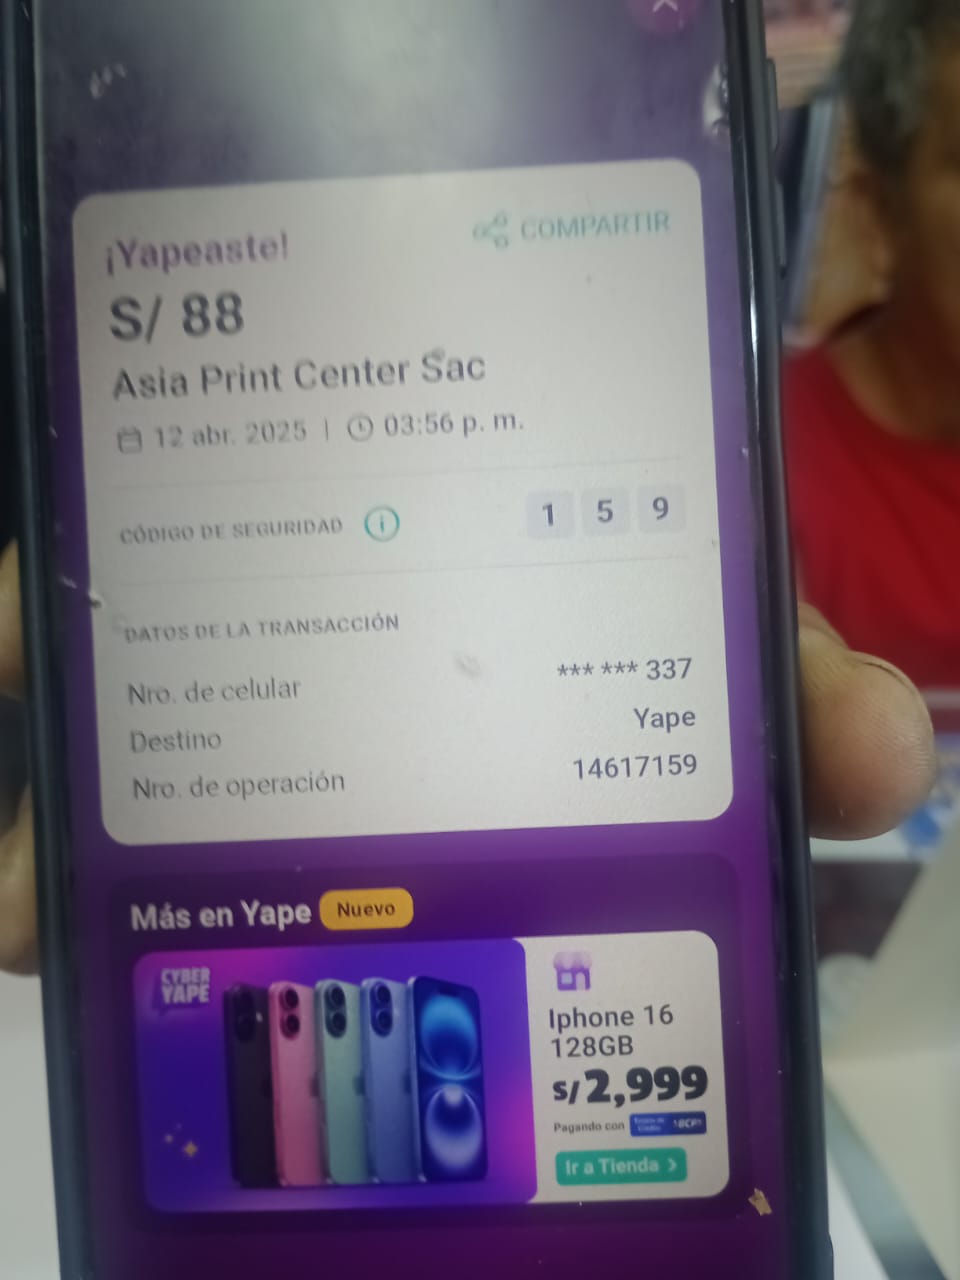 ¡Yapeaste!
COMPARTIR
S/ 88
Asia Print Center Sac
12 abr. 2025 | 03:56 p. m.
CÓDIGO DE SEGURIDAD 1 5 9
DATOS DE LA TRANSACCIÓN
Nro. de celular *** *** 337
Destino Yape
Nro. de operación 14617159
Más en Yape Nuevo
CYBER
YAPE
Iphone 16
128GB
S/2,999
Pagando con BCP
Ir a Tienda